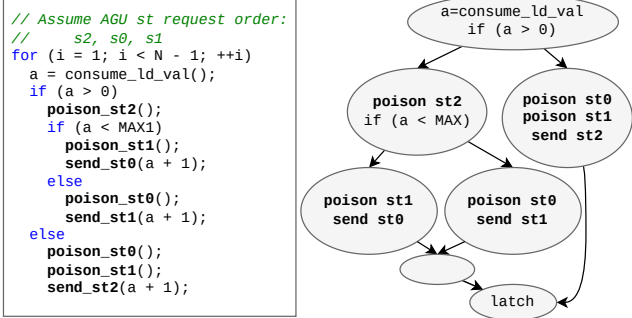 // Assume AGU st request order:
//     s2, s0, s1
for (i = 1; i < N - 1; ++i)
  a = consume_ld_val();
  if (a > 0)
    poison_st2();
    if (a < MAX1)
      poison_st1();
      send_st0(a + 1);
    else
      poison_st0();
      send_st1(a + 1);
  else
    poison_st0();
    poison_st1();
    send_st2(a + 1);
a=consume_ld_val
if (a > 0)
poison st2
if (a < MAX)
poison st0
poison st1
send st2
poison st1
send st0
poison st0
send st1
latch